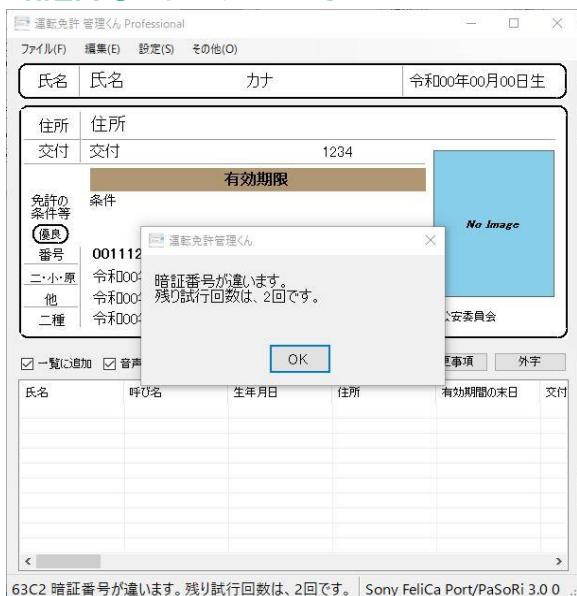 運転免許 管理くん Professional
ファイル(F) 編集(E) 設定(S) その他(O)
氏名 氏名 カナ 令和00年00月00日生
住所 住所
交付 交付 1234
有効期限
免許の
条件等 条件
No Image
優良
運転免許管理くん
番号 001112
二・小・原 令和00
暗証番号が違います。
残り試行回数は、2回です。
他 令和00
二種 令和00
安委員会
OK
一覧に追加 音声 更事項 外字
氏名 呼び名 生年月日 住所 有効期間の末日 交付
63C2 暗証番号が違います。残り試行回数は、2回です。 Sony FeliCa Port/PaSoRi 3.0 0